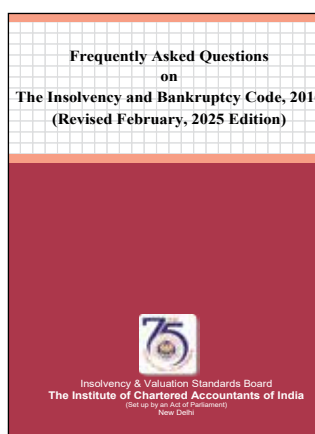 Frequently Asked Questions
on
The Insolvency and Bankruptcy Code, 201
(Revised February, 2025 Edition)
75
Insolvency & Valuation Standards Board
The Institute of Chartered Accountants of India
(Set up by an Act of Parliament)
New Delhi